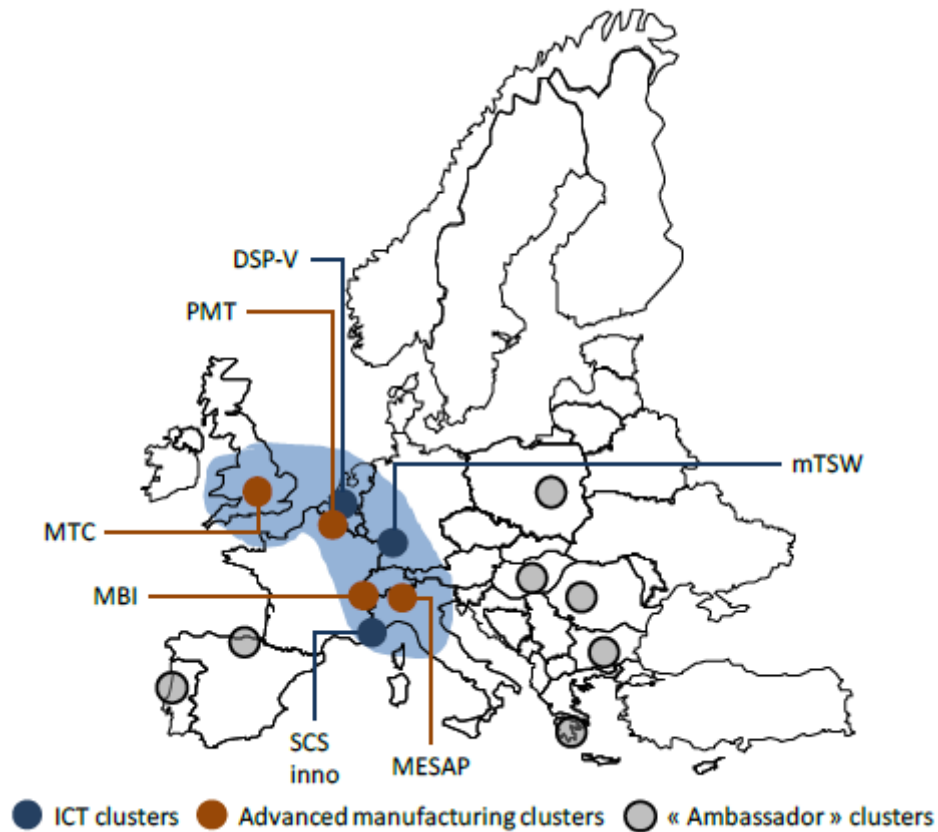 DSP-V
PMT
mTSW
MTC
MBI
SCS
inno
MESAP
ICT clusters
Advanced manufacturing clusters
« Ambassador » clusters